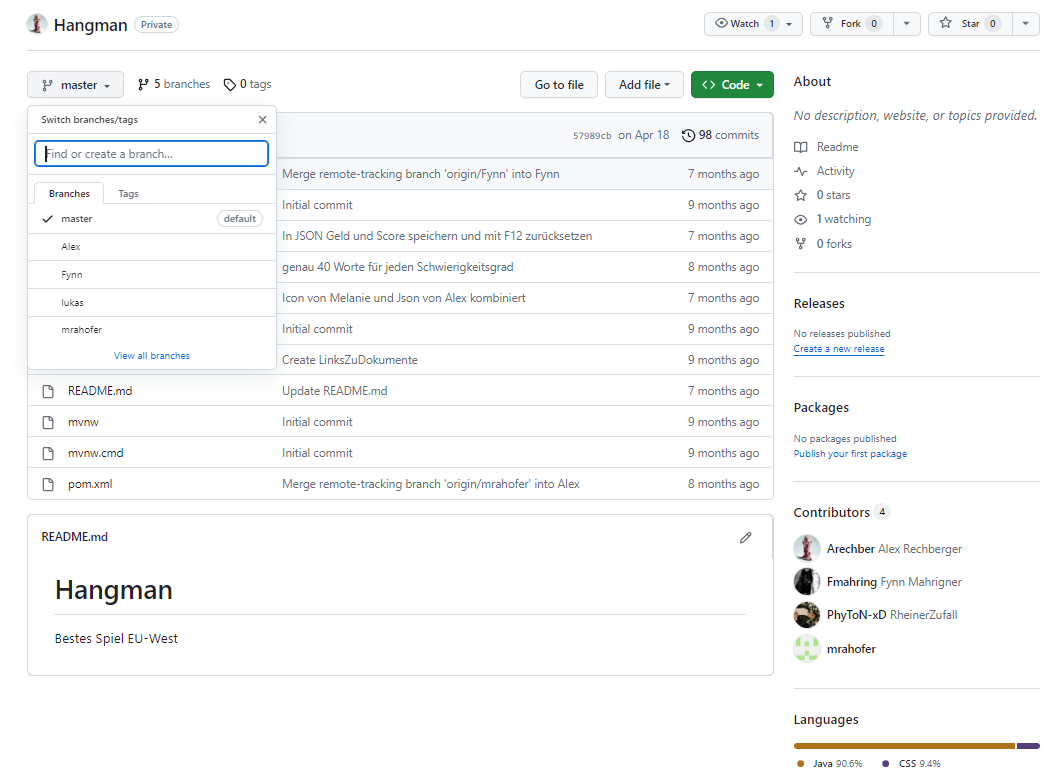 Hangman Private
Watch 1 Fork 0 Star 0
master 5 branches 0 tags Go to file Add file Code
Switch branches/tags
Find or create a branch...
Branches Tags
master default
Alex
Fynn
lukas
mrahofer
View all branches
57989cb on Apr 18 98 commits
Merge remote-tracking branch 'origin/Fynn' into Fynn 7 months ago
Initial commit 9 months ago
In JSON Geld und Score speichern und mit F12 zurücksetzen 7 months ago
genau 40 Worte für jeden Schwierigkeitsgrad 8 months ago
Icon von Melanie und Json von Alex kombiniert 7 months ago
Initial commit 9 months ago
Create LinksZuDokumente 9 months ago
README.md Update README.md 7 months ago
mvnw Initial commit 9 months ago
mvnw.cmd Initial commit 9 months ago
pom.xml Merge remote-tracking branch 'origin/mrahofer' into Alex 8 months ago
README.md
Hangman
Bestes Spiel EU-West
About
No description, website, or topics provided.
Readme
Activity
0 stars
1 watching
0 forks
Releases
No releases published
Create a new release
Packages
No packages published
Publish your first package
Contributors 4
Arechber Alex Rechberger
Fmahring Fynn Mahrigner
PhyToN-xD RheinerZufall
mrahofer
Languages
Java 90.6% CSS 9.4%